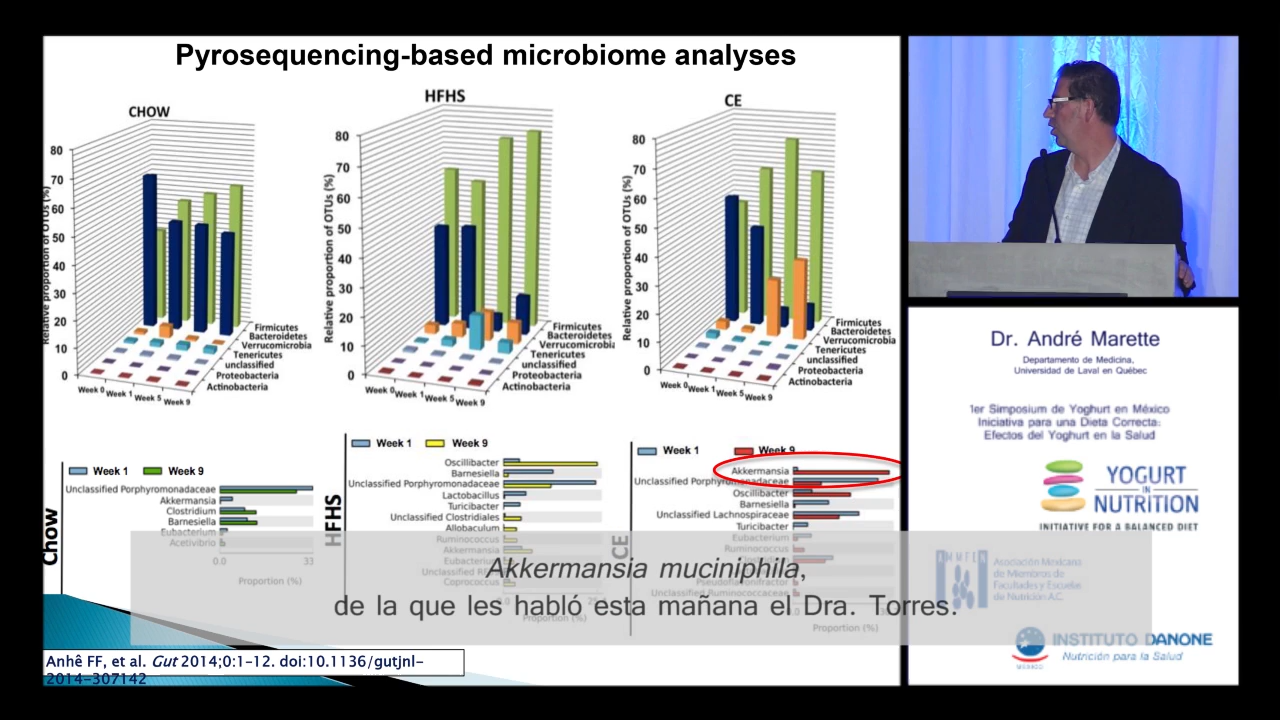 Pyrosequencing-based microbiome analyses
CHOW
Relative proportion of OTUs (%)
80
70
60
50
40
30
20
10
0
Firmicutes
Bacteroidetes
Verrucomicrobia
Tenericutes
unclassified
Proteobacteria
Actinobacteria
Week 0
Week 1
Week 5
Week 9
HFHS
Relative proportion of OTUs (%)
80
70
60
50
40
30
20
10
0
Firmicutes
Bacteroidetes
Verrucomicrobia
Tenericutes
unclassified
Proteobacteria
Actinobacteria
Week 0
Week 1
Week 5
Week 9
CE
Relative proportion of OTUs (%)
80
70
60
50
40
30
20
10
0
Firmicutes
Bacteroidetes
Verrucomicrobia
Tenericutes
unclassified
Proteobacteria
Actinobacteria
Week 0
Week 1
Week 5
Week 9
Chow
Week 1 Week 9
Unclassified Porphyromonadaceae
Akkermansia
Clostridium
Barnesiella
Eubacterium
Acetivibrio
0.0 33
Proportion (%)
HFHS
Week 1 Week 9
Oscillibacter
Barnesiella
Unclassified Porphyromonadaceae
Lactobacillus
Turicibacter
Unclassified Clostridiales
Allobaculum
Ruminococcus
Akkermansia
Eubacterium
Coprococcus
Proportion (%)
CE
Week 1 Week 9
Akkermansia
Unclassified Porphyromonadaceae
Oscillibacter
Barnesiella
Unclassified Lachnospiraceae
Turicibacter
Eubacterium
Ruminococcus
Unclassified Ruminococcaceae
Proportion (%)
Akkermansia muciniphila,
de la que les habló esta mañana el Dra. Torres.
Anhê FF, et al. Gut 2014;0:1–12. doi:10.1136/gutjnl-
2014-307142
Dr. André Marette
Departamento de Medicina,
Universidad de Laval en Québec
1er Simposium de Yoghurt en México
Iniciativa para una Dieta Correcta:
Efectos del Yoghurt en la Salud
YOGURT
IN
NUTRITION
INITIATIVE FOR A BALANCED DIET
AMMFEN
Asociación Mexicana
de Miembros de
Facultades y Escuelas
de Nutrición A.C.
INSTITUTO DANONE
Nutrición para la Salud